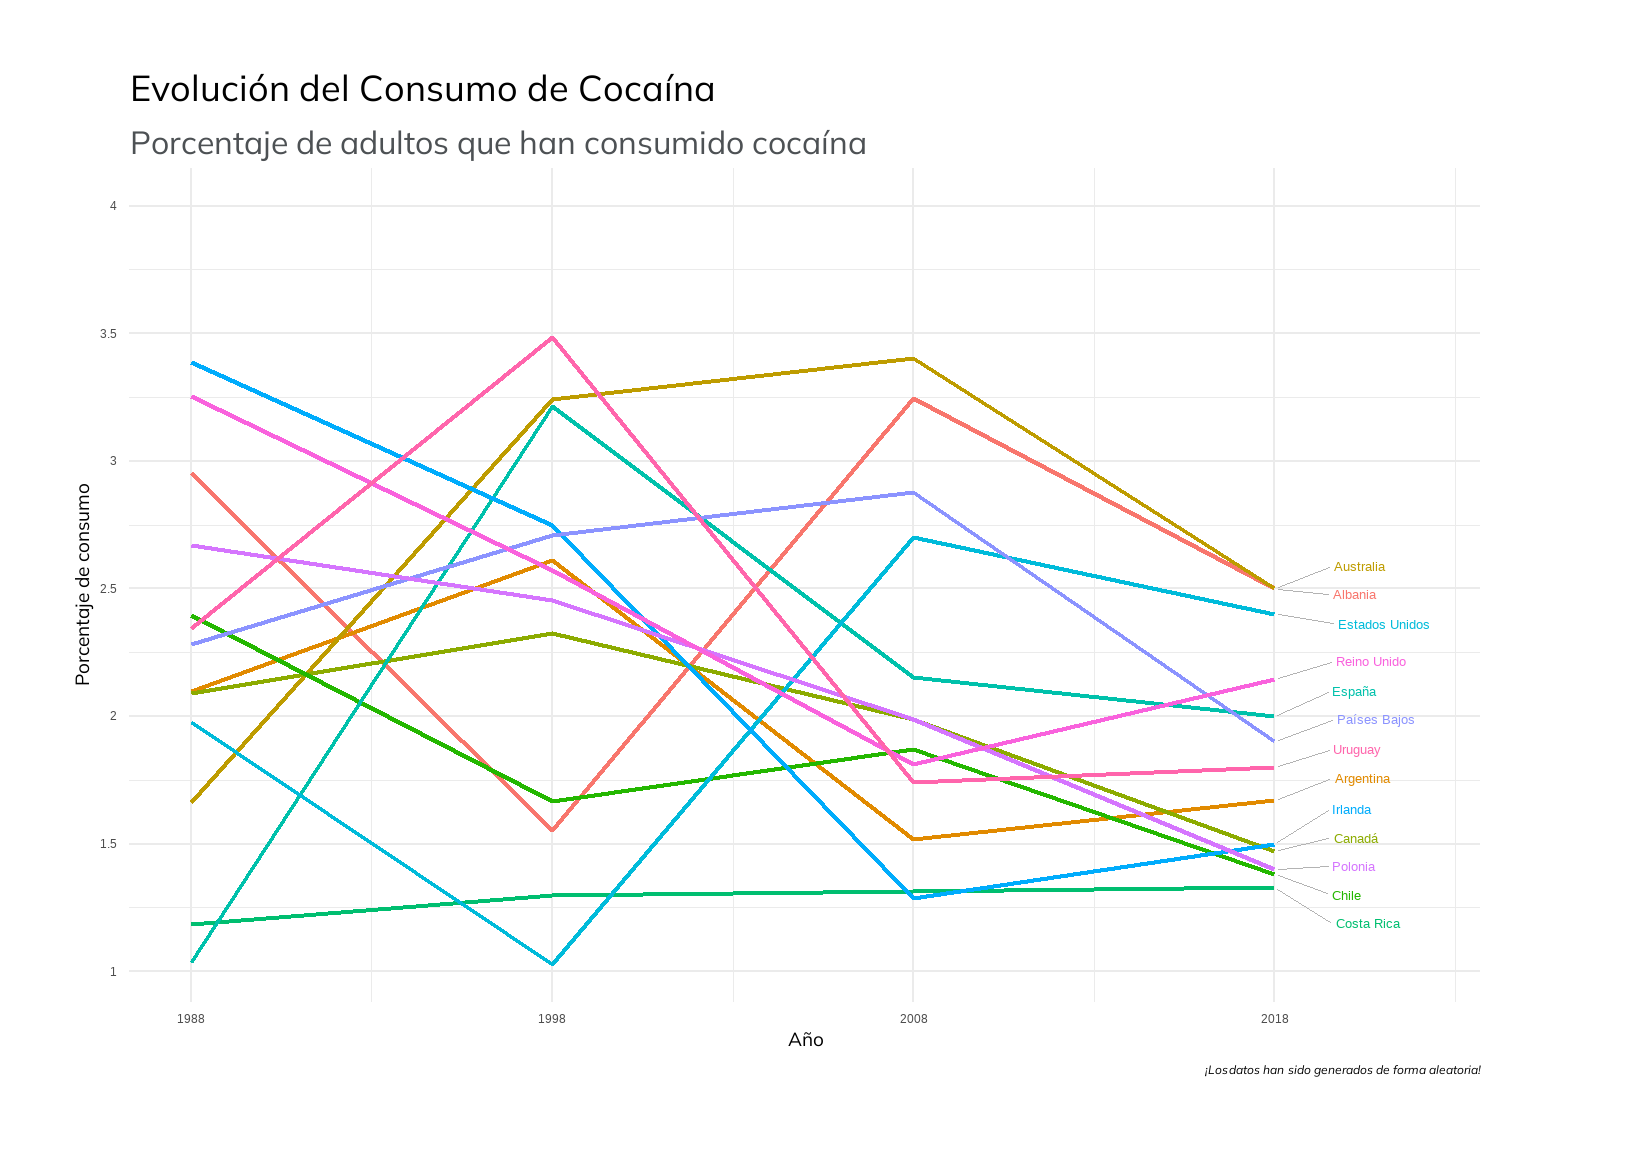 Evolución del Consumo de Cocaína
Porcentaje de adultos que han consumido cocaína
Porcentaje de consumo
4
3.5
3
2.5
2
1.5
1
Australia
Albania
Estados Unidos
Reino Unido
España
Países Bajos
Uruguay
Argentina
Irlanda
Canadá
Polonia
Chile
Costa Rica
1988 1998 2008 2018
Año
¡Los datos han sido generados de forma aleatoria!